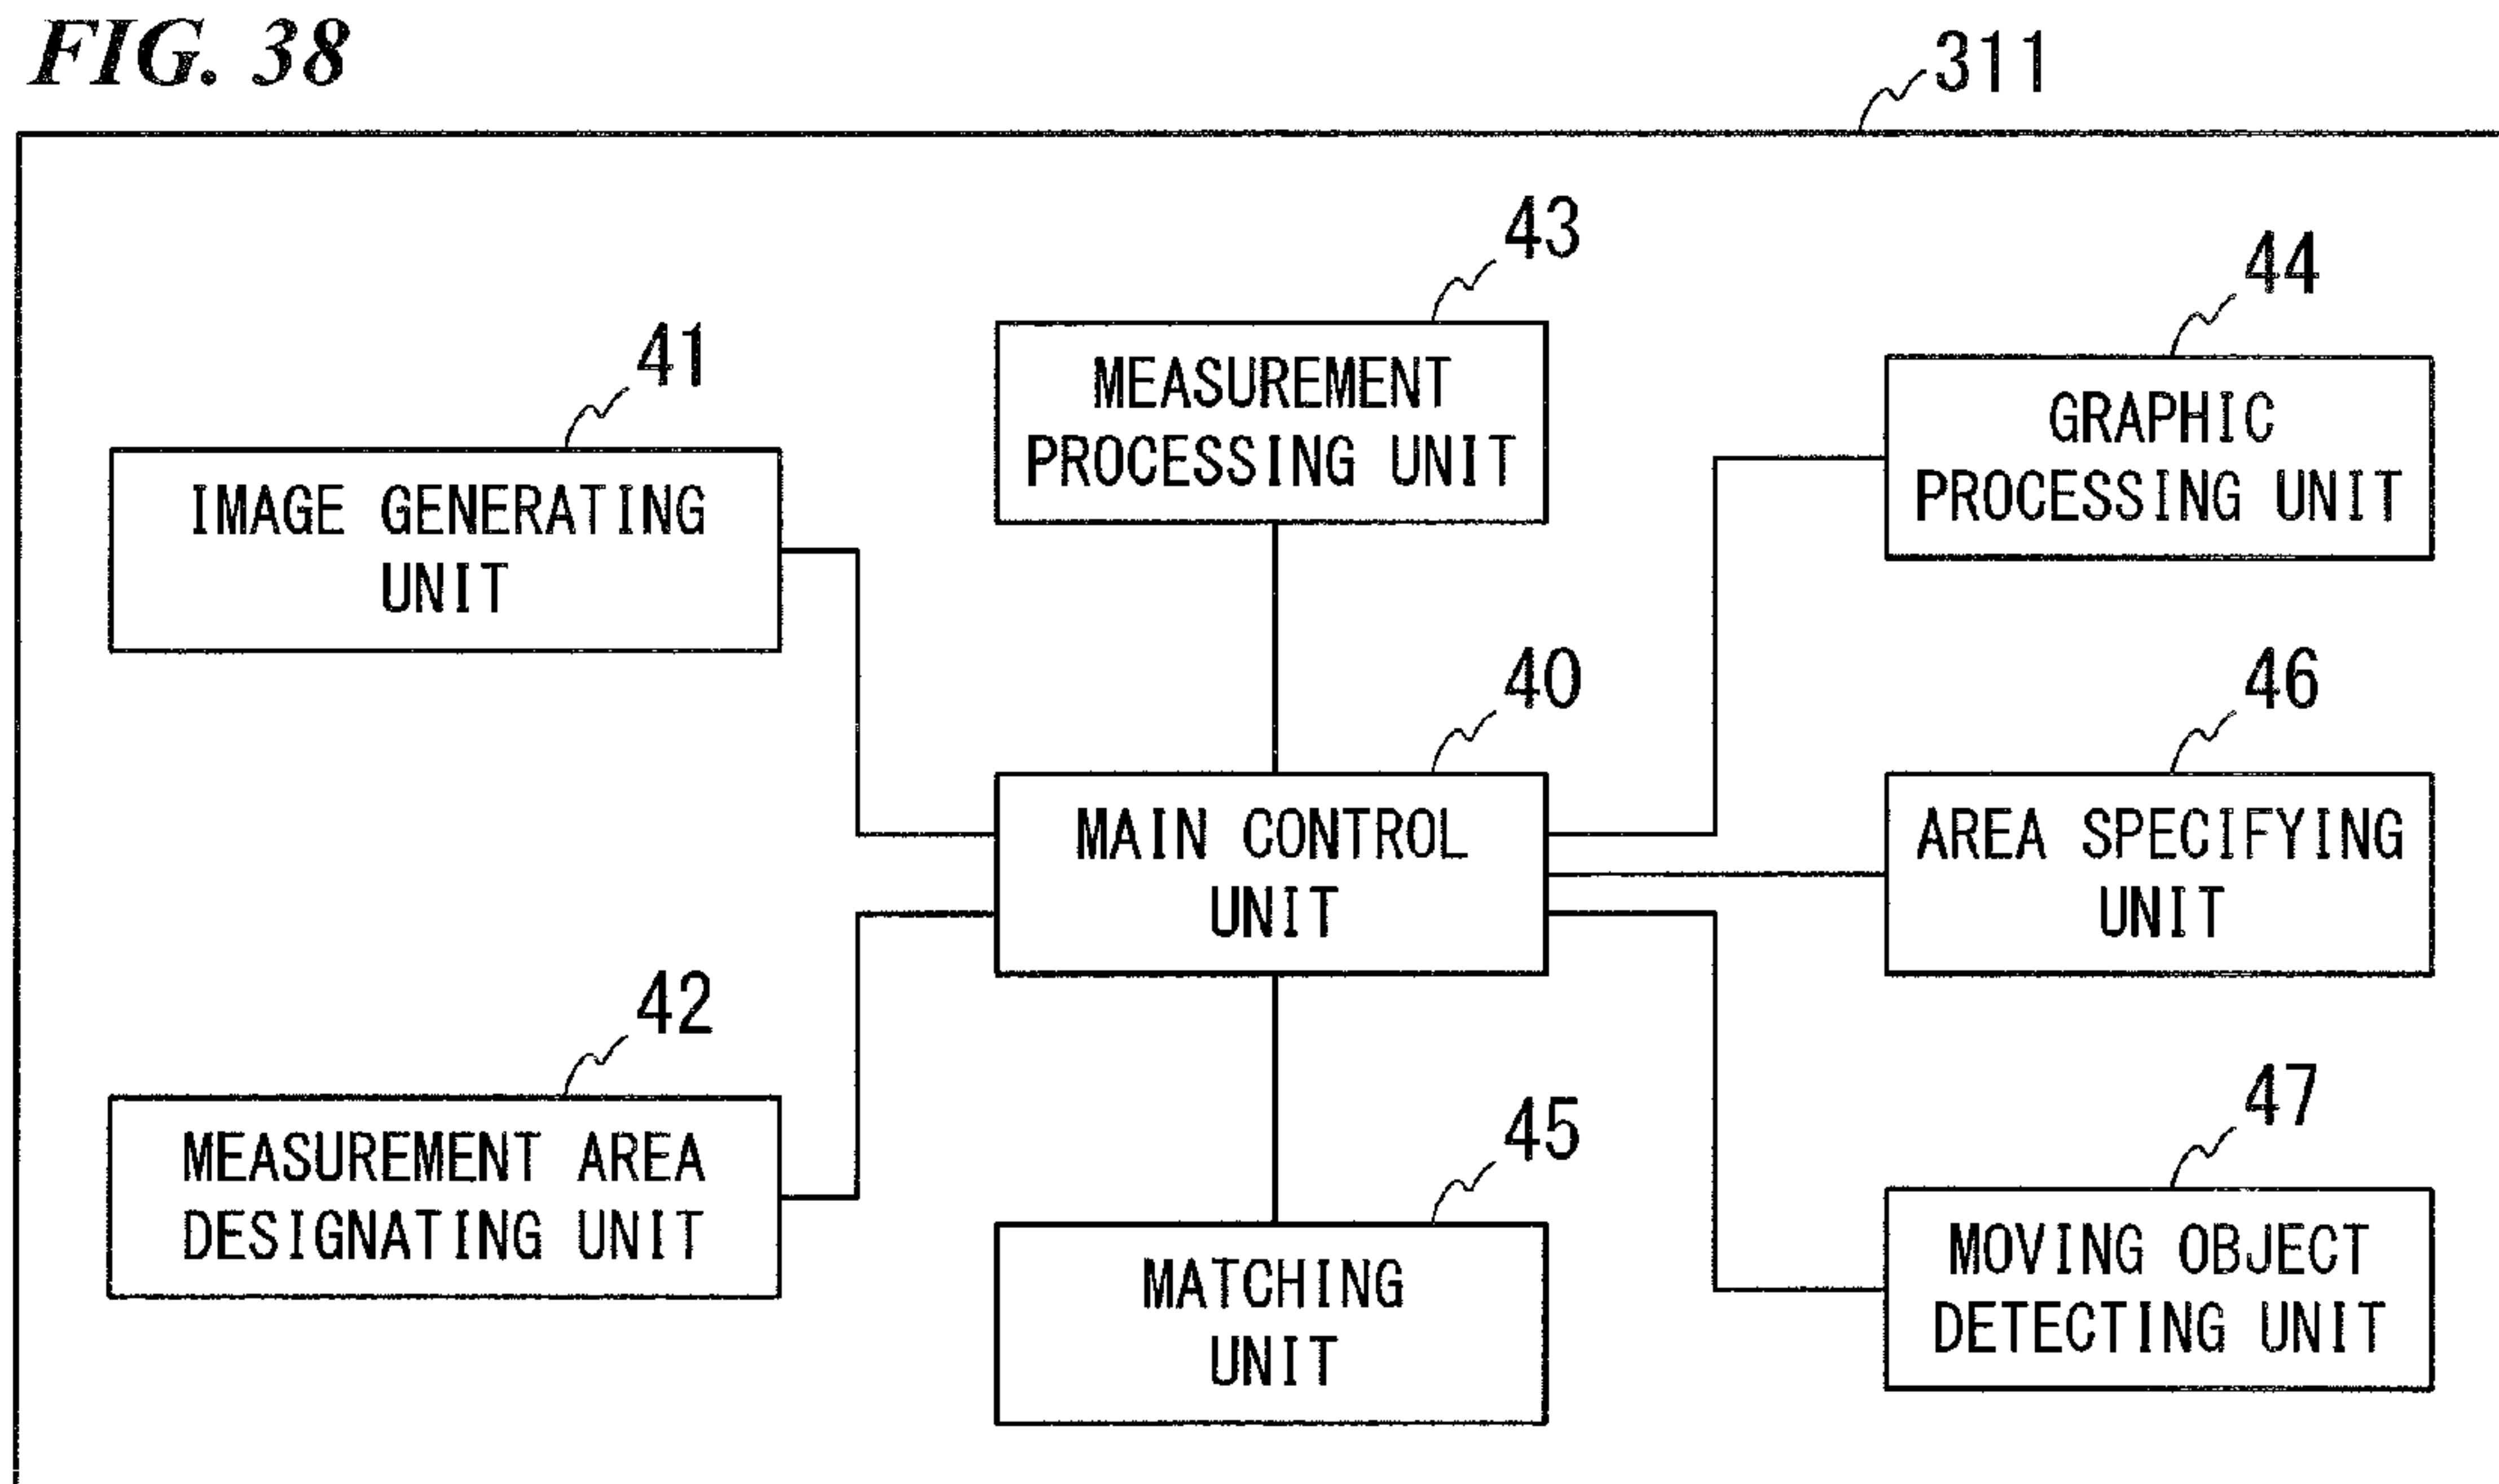 FIG. 38
311
43
MEASUREMENT
PROCESSING UNIT
44
GRAPHIC
PROCESSING UNIT
41
IMAGE GENERATING
UNIT
40
MAIN CONTROL
UNIT
46
AREA SPECIFYING
UNIT
42
MEASUREMENT AREA
DESIGNATING UNIT
45
MATCHING
UNIT
47
MOVING OBJECT
DETECTING UNIT